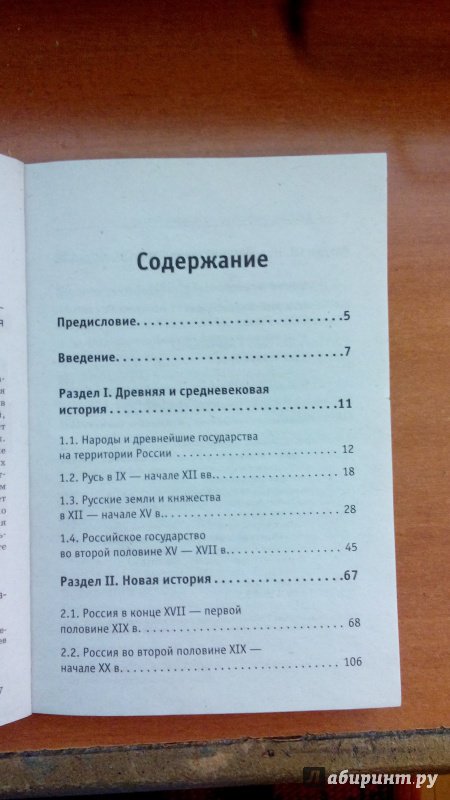 Содержание
Предисловие. . . . . . . . . . . . . . . . . . . . . . . . . . . . 5
Введение. . . . . . . . . . . . . . . . . . . . . . . . . . . . . . . 7
Раздел I. Древняя и средневековая
история. . . . . . . . . . . . . . . . . . . . . . . . . . . . . . . 11
1.1. Народы и древнейшие государства
на территории России . . . . . . . . . . . . . . . . . 12
1.2. Русь в IX — начале XII вв. . . . . . . . . . . . . . . 18
1.3. Русские земли и княжества
в XII — начале XV в. . . . . . . . . . . . . . . . . . . 28
1.4. Российское государство
во второй половине XV — XVII в. . . . . . . . . . . 45
Раздел II. Новая история . . . . . . . . . . . . . . . . . 67
2.1. Россия в конце XVII — первой
половине XIX в. . . . . . . . . . . . . . . . . . . . . . 68
2.2. Россия во второй половине XIX —
начале XX в. . . . . . . . . . . . . . . . . . . . . . . . 106
Лабиринт.ру